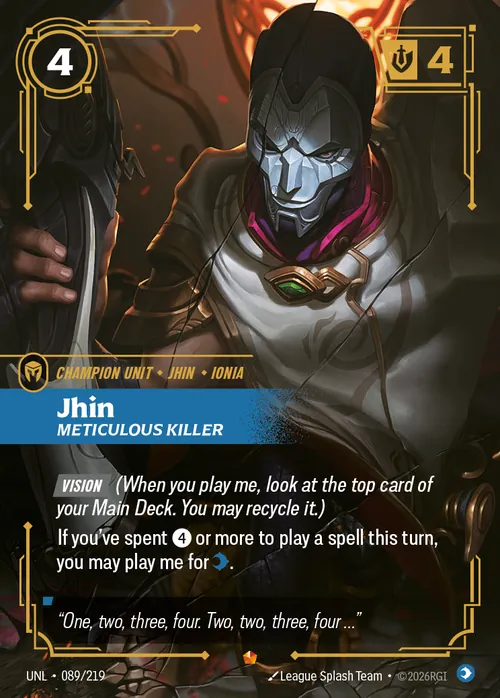 4
4
CHAMPION UNIT • JHIN • IONIA
Jhin
METICULOUS KILLER
VISION (When you play me, look at the top card of
your Main Deck. You may recycle it.)
If you’ve spent 4 or more to play a spell this turn,
you may play me for .
“One, two, three, four. Two, two, three, four ...”
UNL • 089/219
League Splash Team • ©2026RGI